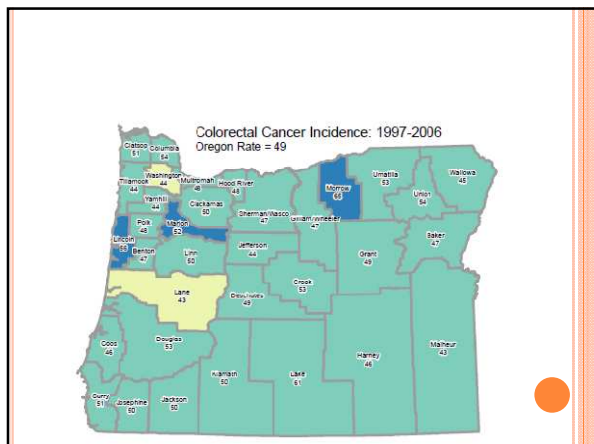 Colorectal Cancer Incidence: 1997-2006
Oregon Rate = 49
Clatsop
51
Columbia
54
Washington
44
Tillamook
44
Multnomah
Hood River
48
Yamhill
44
Clackamas
50
Morrow
Umatilla
53
Union
54
Wallowa
45
Polk
48
Marion
52
Sherman/Wasco
47
Gilliam/Wheeler
47
Lincoln
Benton
47
Linn
50
Jefferson
44
Grant
49
Baker
47
Lane
43
Deschutes
49
Crook
53
Coos
46
Douglas
53
Harney
46
Malheur
43
Klamath
50
Lake
Curry
51
Josephine
50
Jackson
50